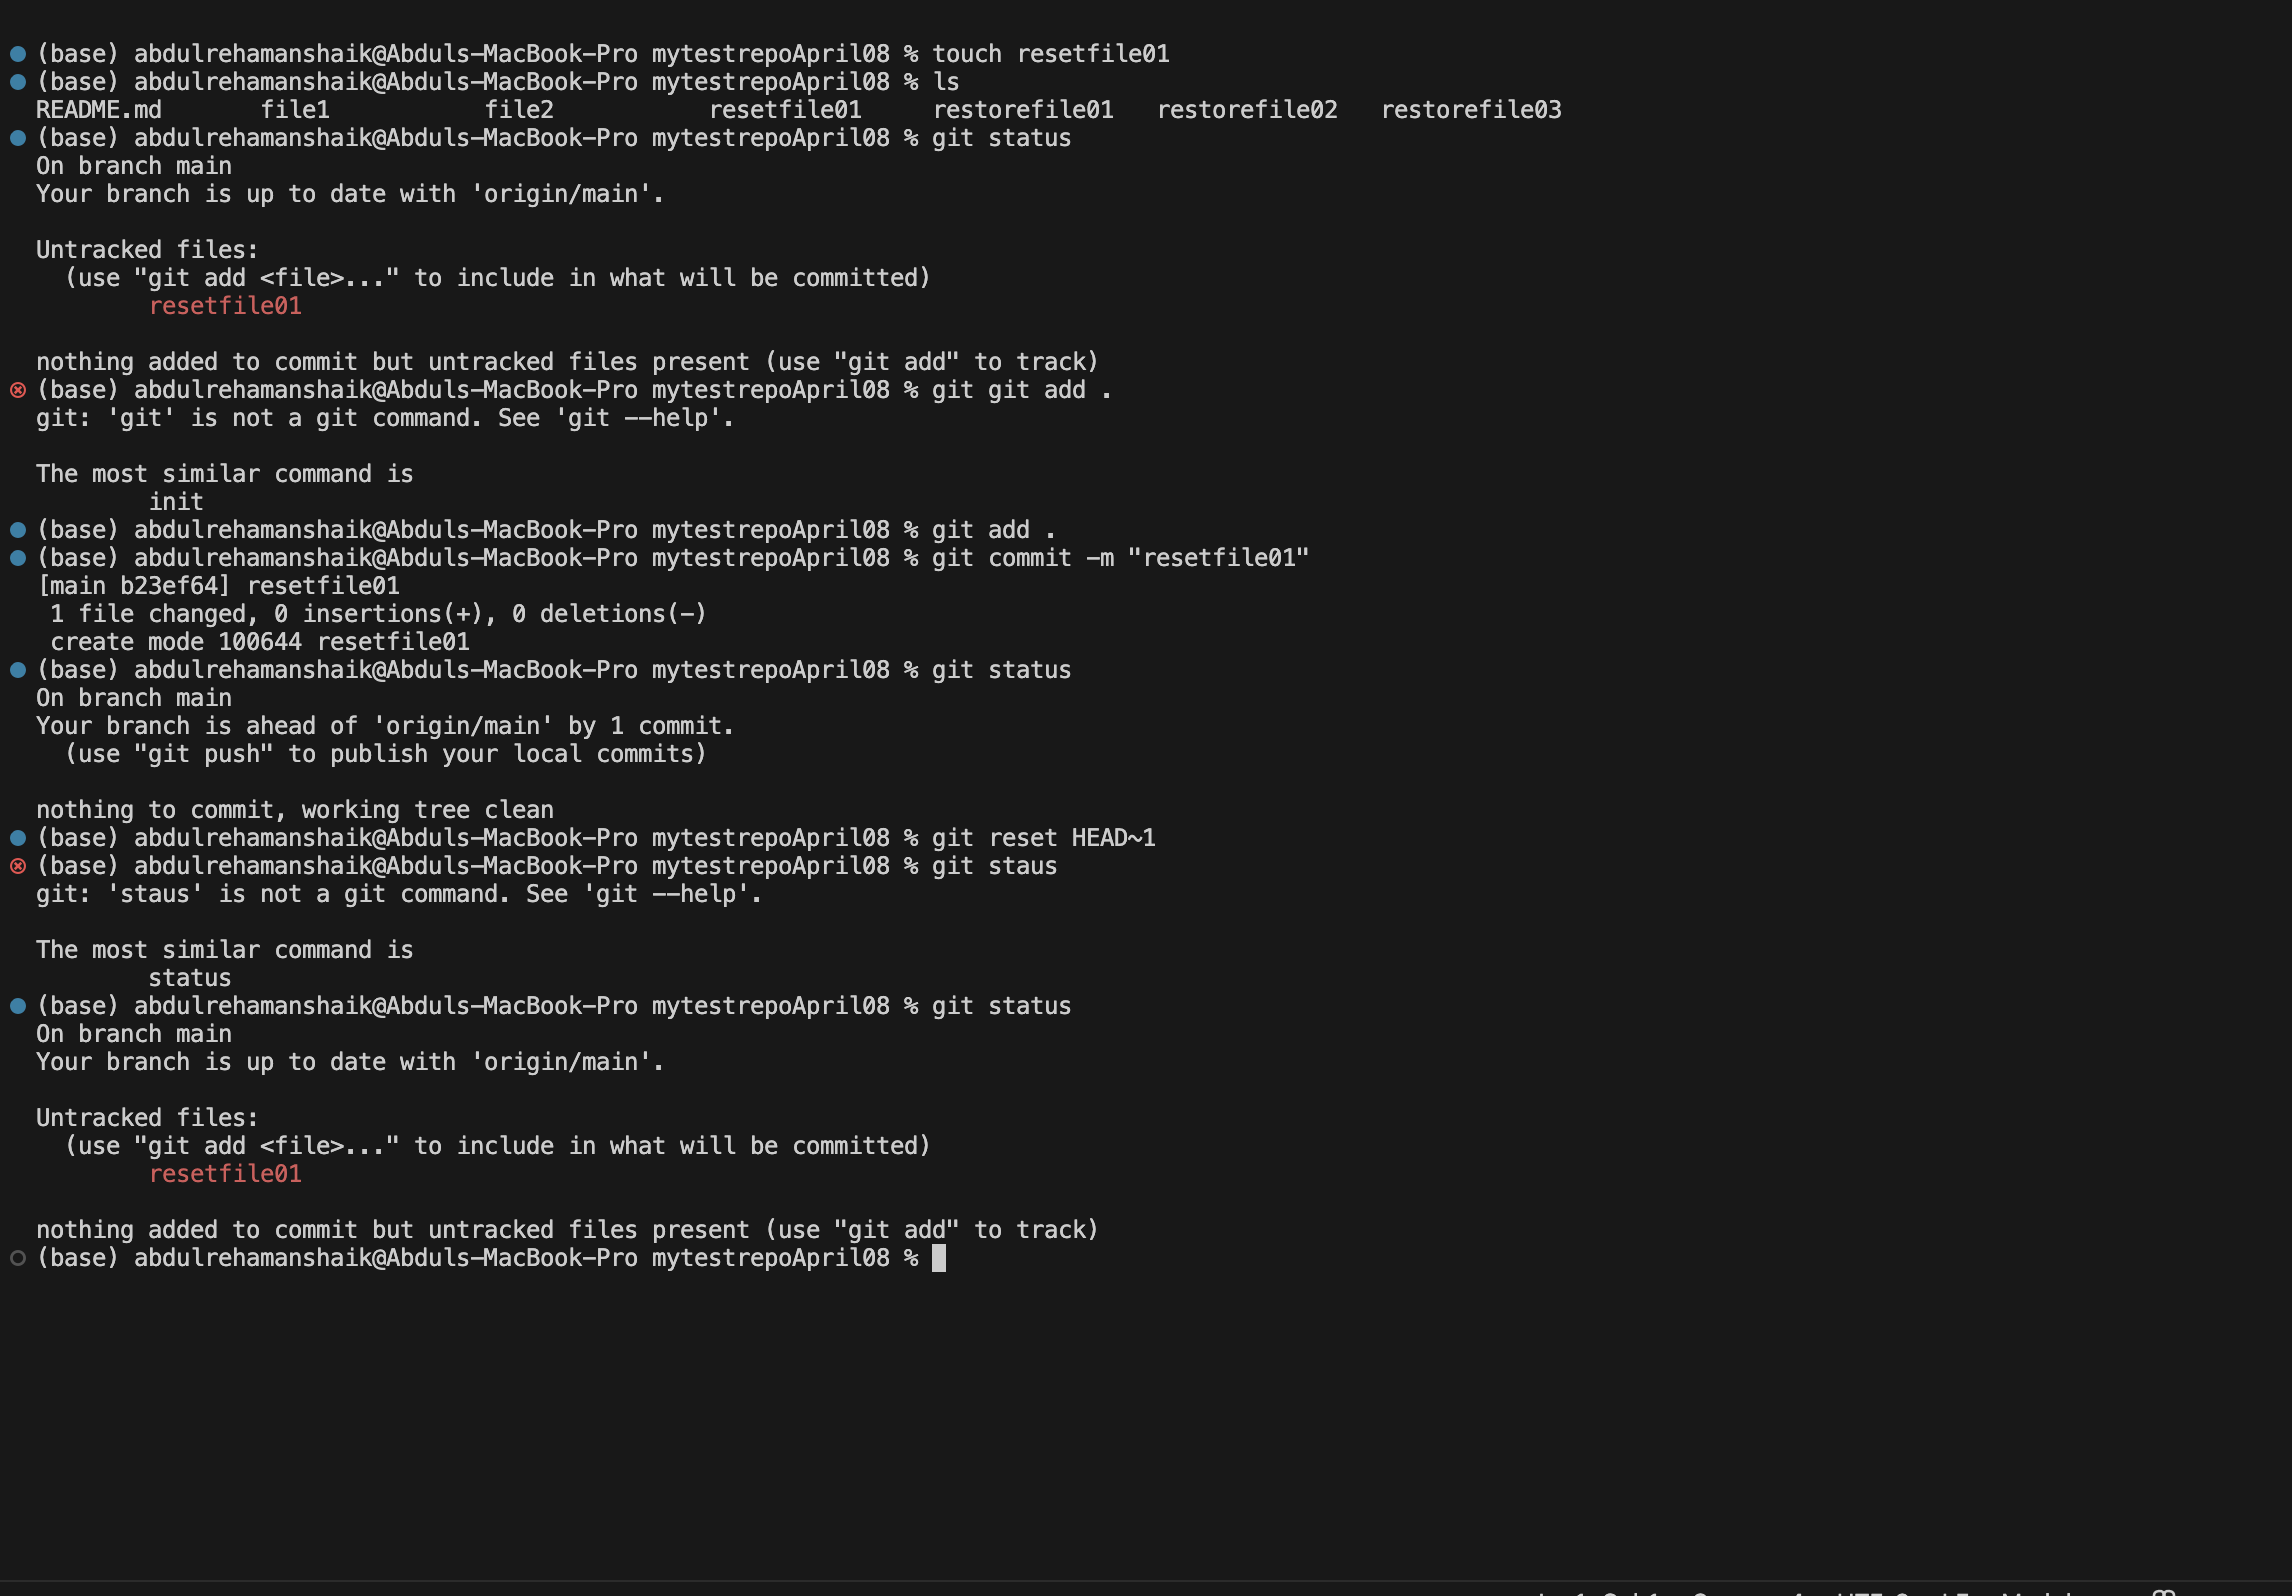 (base) abdulrehamanshaik@Abduls-MacBook-Pro mytestrepoApril08 % touch resetfile01
(base) abdulrehamanshaik@Abduls-MacBook-Pro mytestrepoApril08 % ls
README.md file1 file2 resetfile01 restorefile01 restorefile02 restorefile03
(base) abdulrehamanshaik@Abduls-MacBook-Pro mytestrepoApril08 % git status
On branch main
Your branch is up to date with 'origin/main'.
Untracked files:
(use "git add <file>..." to include in what will be committed)
resetfile01
nothing added to commit but untracked files present (use "git add" to track)
(base) abdulrehamanshaik@Abduls-MacBook-Pro mytestrepoApril08 % git git add .
git: 'git' is not a git command. See 'git --help'.
The most similar command is
init
(base) abdulrehamanshaik@Abduls-MacBook-Pro mytestrepoApril08 % git add .
(base) abdulrehamanshaik@Abduls-MacBook-Pro mytestrepoApril08 % git commit -m "resetfile01"
[main b23ef64] resetfile01
1 file changed, 0 insertions(+), 0 deletions(-)
create mode 100644 resetfile01
(base) abdulrehamanshaik@Abduls-MacBook-Pro mytestrepoApril08 % git status
On branch main
Your branch is ahead of 'origin/main' by 1 commit.
(use "git push" to publish your local commits)
nothing to commit, working tree clean
(base) abdulrehamanshaik@Abduls-MacBook-Pro mytestrepoApril08 % git reset HEAD~1
(base) abdulrehamanshaik@Abduls-MacBook-Pro mytestrepoApril08 % git staus
git: 'staus' is not a git command. See 'git --help'.
The most similar command is
status
(base) abdulrehamanshaik@Abduls-MacBook-Pro mytestrepoApril08 % git status
On branch main
Your branch is up to date with 'origin/main'.
Untracked files:
(use "git add <file>..." to include in what will be committed)
resetfile01
nothing added to commit but untracked files present (use "git add" to track)
(base) abdulrehamanshaik@Abduls-MacBook-Pro mytestrepoApril08 %